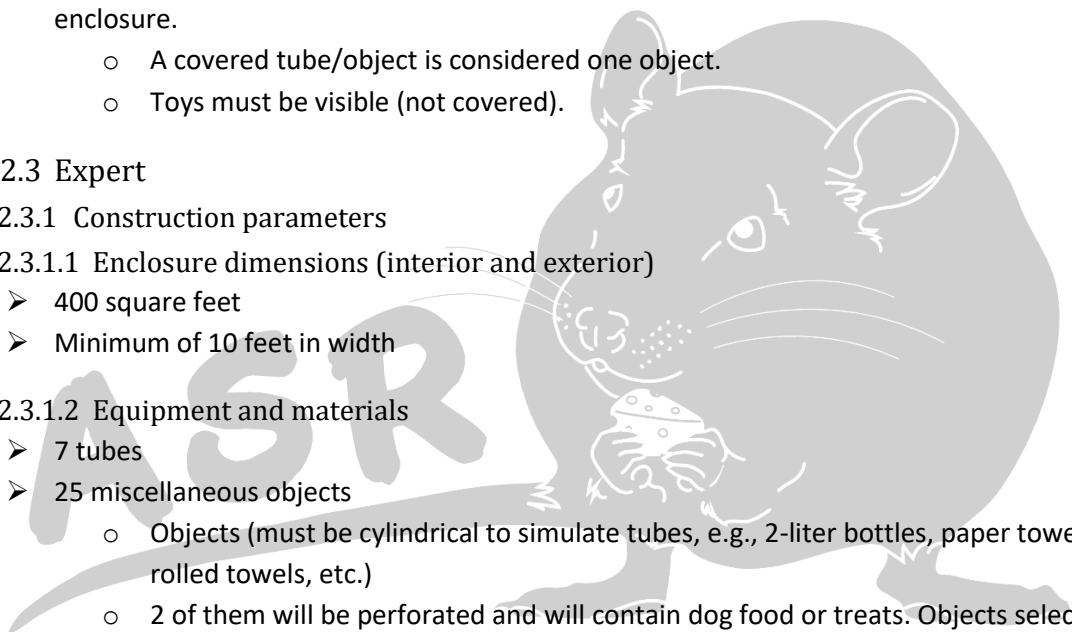 enclosure.
o A covered tube/object is considered one object.
o Toys must be visible (not covered).
2.3 Expert
2.3.1 Construction parameters
2.3.1.1 Enclosure dimensions (interior and exterior)
➢ 400 square feet
➢ Minimum of 10 feet in width
2.3.1.2 Equipment and materials
➢ 7 tubes
➢ 25 miscellaneous objects
o Objects (must be cylindrical to simulate tubes, e.g., 2-liter bottles, paper towe
rolled towels, etc.)
o 2 of them will be perforated and will contain dog food or treats. Objects selec
ASR